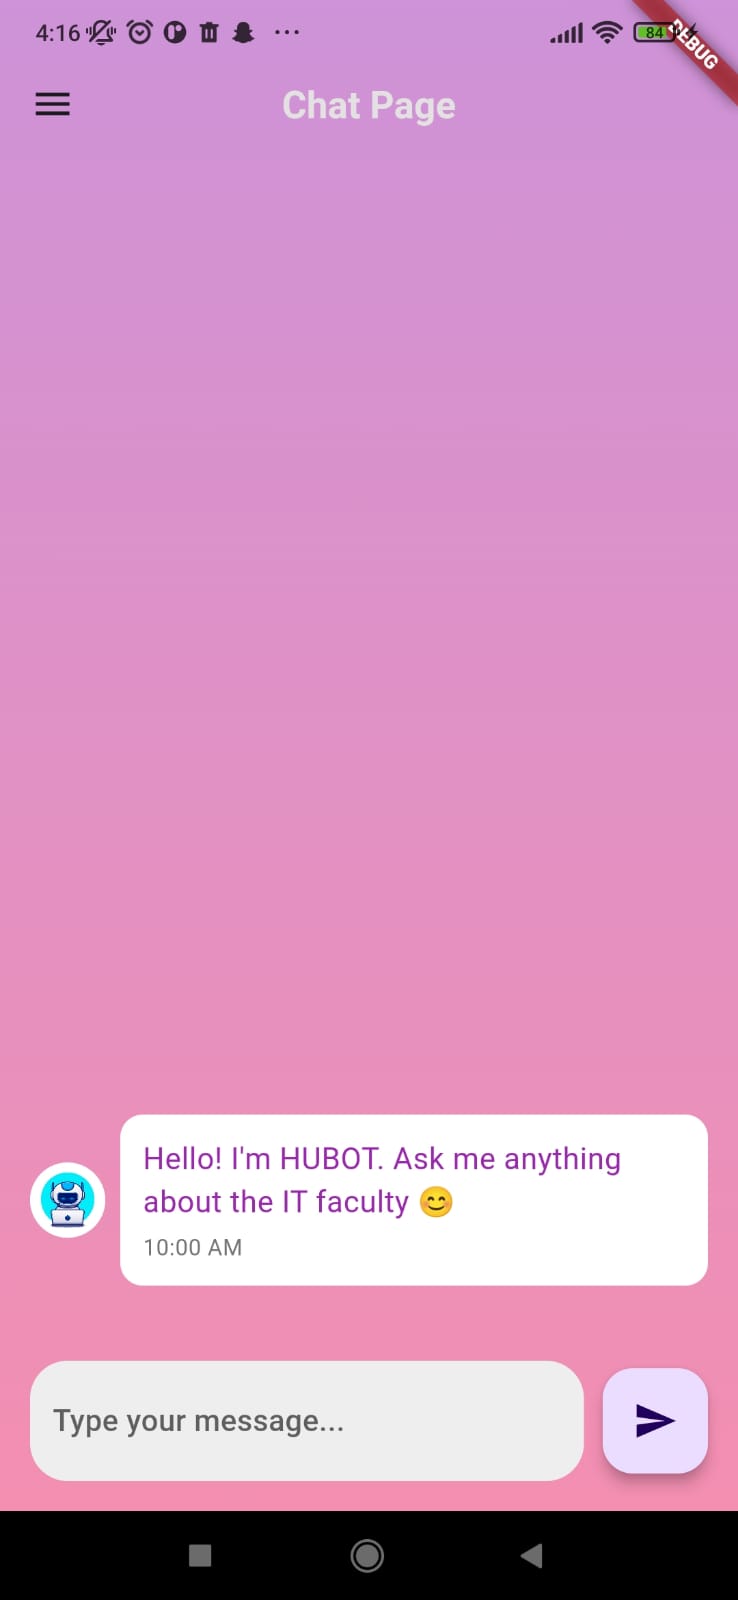 4:16
84
DEBUG
Chat Page
Hello! I'm HUBOT. Ask me anything
about the IT faculty 😊
10:00 AM
Type your message...